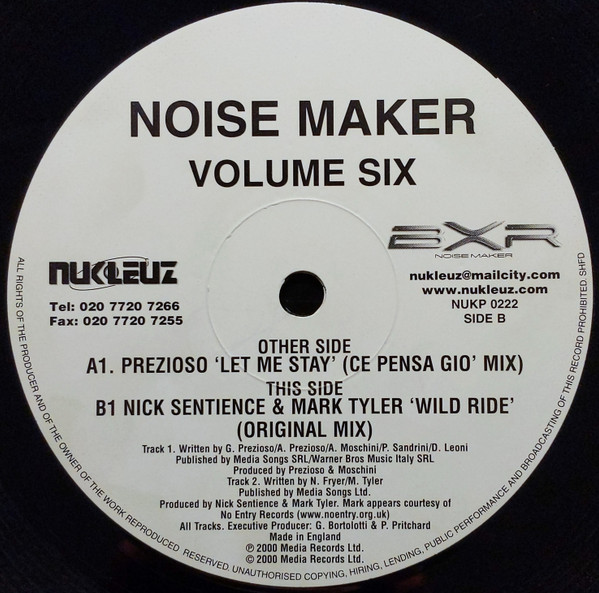 NOISE MAKER
VOLUME SIX
NUKLEUZ
Tel: 020 7720 7266
Fax: 020 7720 7255
BXR
NOISE MAKER
nukleuz@mailcity.com
www.nukleuz.com
NUKP 0222
SIDE B
OTHER SIDE
A1. PREZIOSO ‘LET ME STAY’ (CE PENSA GIO’ MIX)
THIS SIDE
B1 NICK SENTIENCE & MARK TYLER ‘WILD RIDE’
(ORIGINAL MIX)
Track 1. Written by G. Prezioso/A. Prezioso/A. Moschini/P. Sandrini/D. Leoni
Published by Media Songs SRL/Warner Bros Music Italy SRL
Produced by Prezioso & Moschini
Track 2. Written by N. Fryer/M. Tyler
Published by Media Songs Ltd.
Produced by Nick Sentience & Mark Tyler. Mark appears courtesy of
No Entry Records (www.noentry.org.uk)
All Tracks. Executive Producer: G. Bortolotti & P. Pritchard
Made in England
℗ 2000 Media Records Ltd.
© 2000 Media Records Ltd.
ALL RIGHTS OF THE PRODUCER AND OF THE OWNER OF THE WORK REPRODUCED RESERVED. UNAUTHORISED COPYING, HIRING, LENDING, PUBLIC PERFORMANCE AND BROADCASTING OF THIS RECORD PROHIBITED. SHFD